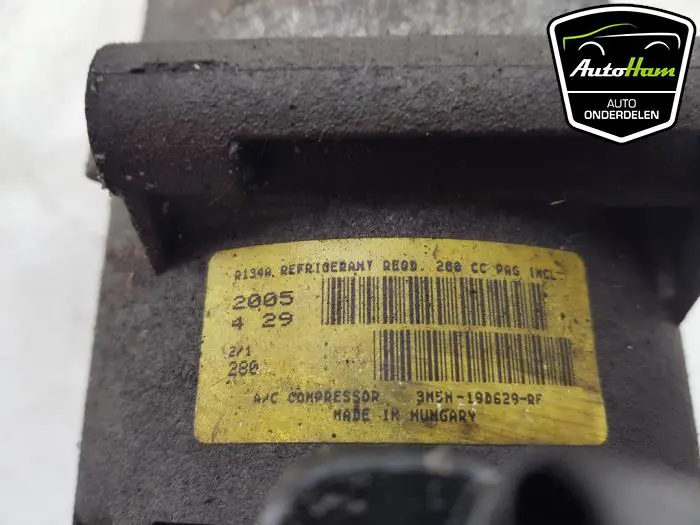 AutoHam
AUTO
ONDERDELEN
R134A REFRIGERANT REQD. 200 CC PAG INCL.
2005
4 29
2/1
280
A/C COMPRESSOR 3M5H-19D629-RF
MADE IN HUNGARY